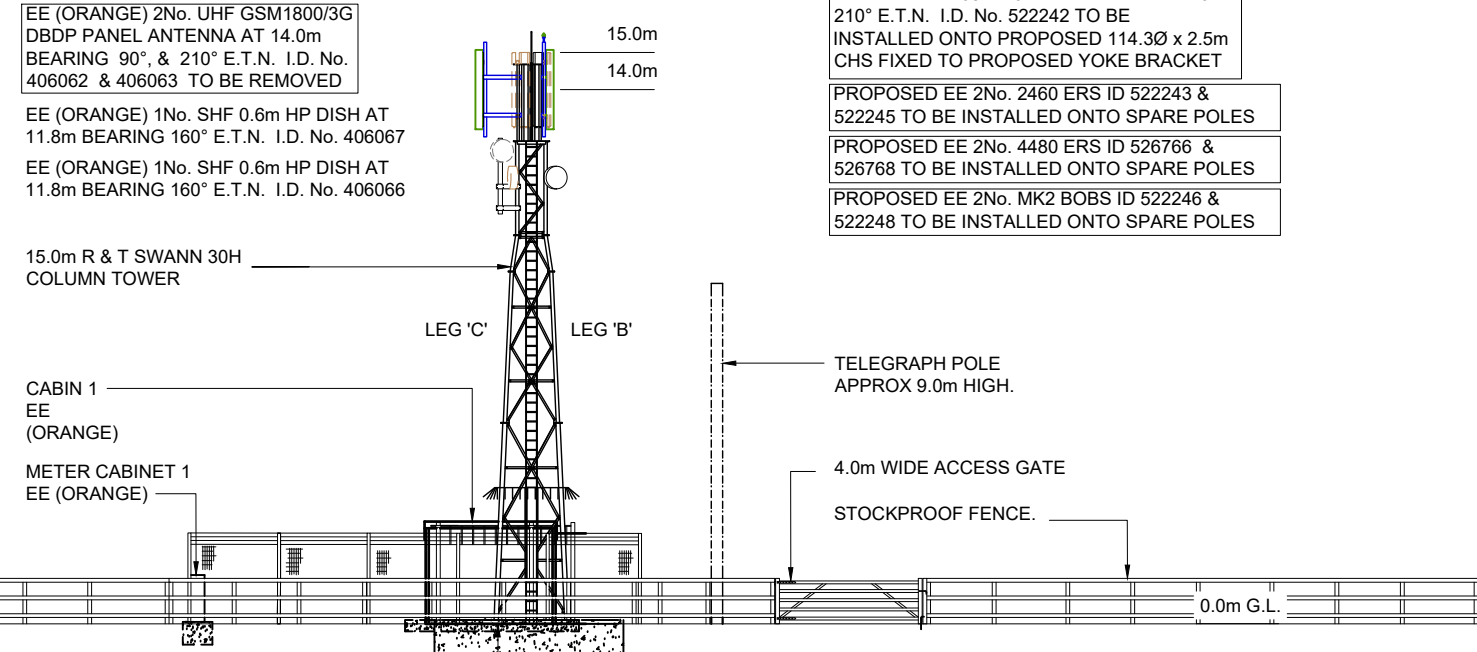 EE (ORANGE) 2No. UHF GSM1800/3G
DBDP PANEL ANTENNA AT 14.0m
BEARING 90°, & 210° E.T.N. I.D. No.
406062 & 406063 TO BE REMOVED
EE (ORANGE) 1No. SHF 0.6m HP DISH AT
11.8m BEARING 160° E.T.N. I.D. No. 406067
EE (ORANGE) 1No. SHF 0.6m HP DISH AT
11.8m BEARING 160° E.T.N. I.D. No. 406066
15.0m R & T SWANN 30H
COLUMN TOWER
CABIN 1
EE
(ORANGE)
METER CABINET 1
EE (ORANGE)
15.0m
14.0m
LEG 'C'
LEG 'B'
210° E.T.N. I.D. No. 522242 TO BE
INSTALLED ONTO PROPOSED 114.3Ø x 2.5m
CHS FIXED TO PROPOSED YOKE BRACKET
PROPOSED EE 2No. 2460 ERS ID 522243 &
522245 TO BE INSTALLED ONTO SPARE POLES
PROPOSED EE 2No. 4480 ERS ID 526766 &
526768 TO BE INSTALLED ONTO SPARE POLES
PROPOSED EE 2No. MK2 BOBS ID 522246 &
522248 TO BE INSTALLED ONTO SPARE POLES
TELEGRAPH POLE
APPROX 9.0m HIGH.
4.0m WIDE ACCESS GATE
STOCKPROOF FENCE.
0.0m G.L.